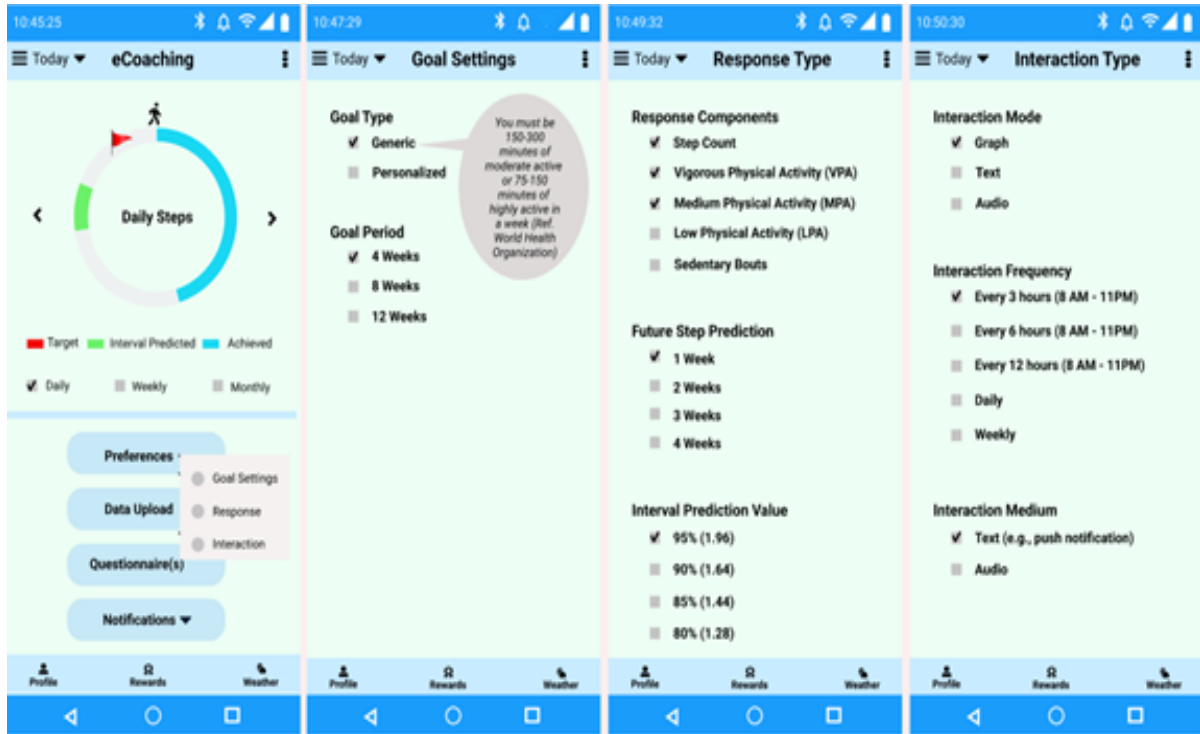 10:45:25
Today
eCoaching
Daily Steps
Target
Interval Predicted
Achieved
Daily
Weekly
Monthly
Preferences
Goal Settings
Response
Interaction
Data Upload
Questionnaire(s)
Notifications
Profile
Rewards
Weather
10:47:29
Today
Goal Settings
Goal Type
Generic
Personalized
You must be
150-300
minutes of
moderate active
or 75-150
minutes of
highly active in
a week (Ref.
World Health
Organization)
Goal Period
4 Weeks
8 Weeks
12 Weeks
Profile
Rewards
Weather
10:49:32
Today
Response Type
Response Components
Step Count
Vigorous Physical Activity (VPA)
Medium Physical Activity (MPA)
Low Physical Activity (LPA)
Sedentary Bouts
Future Step Prediction
1 Week
2 Weeks
3 Weeks
4 Weeks
Interval Prediction Value
95% (1.96)
90% (1.64)
85% (1.44)
80% (1.28)
Profile
Rewards
Weather
10:50:30
Today
Interaction Type
Interaction Mode
Graph
Text
Audio
Interaction Frequency
Every 3 hours (8 AM - 11PM)
Every 6 hours (8 AM - 11PM)
Every 12 hours (8 AM - 11PM)
Daily
Weekly
Interaction Medium
Text (e.g., push notification)
Audio
Profile
Rewards
Weather